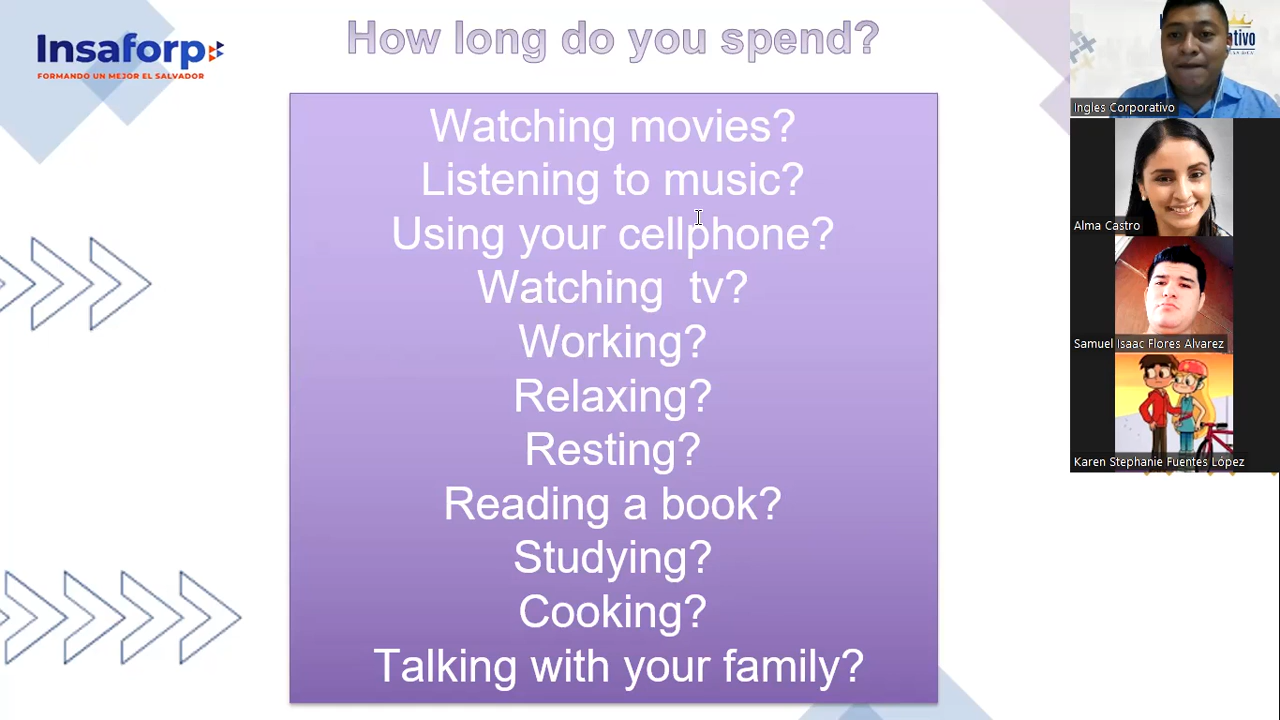 Insaforp
FORMANDO UN MEJOR EL SALVADOR
How long do you spend?
Watching movies?
Listening to music?
Using your cellphone?
Watching  tv?
Working?
Relaxing?
Resting?
Reading a book?
Studying?
Cooking?
Talking with your family?
Ingles Corporativo
Alma Castro
Samuel Isaac Flores Alvarez
Karen Stephanie Fuentes López